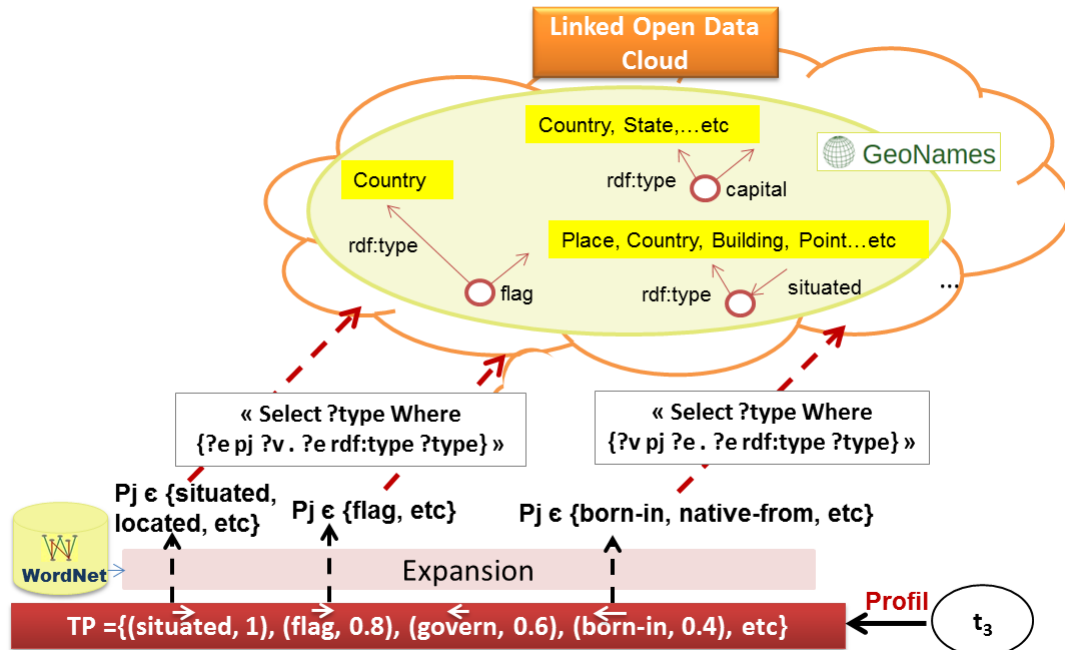 Linked Open Data
Cloud
Country, State,...etc
GeoNames
rdf:type
capital
Country
Place, Country, Building, Point...etc
rdf:type
rdf:type
situated
flag
...
« Select ?type Where
{?e pj ?v . ?e rdf:type ?type} »
« Select ?type Where
{?v pj ?e . ?e rdf:type ?type} »
Pj є {situated,
located, etc}
Pj є {flag, etc}
Pj є {born-in, native-from, etc}
W
WordNet
Expansion
TP ={(situated, 1), (flag, 0.8), (govern, 0.6), (born-in, 0.4), etc}
Profil
t3